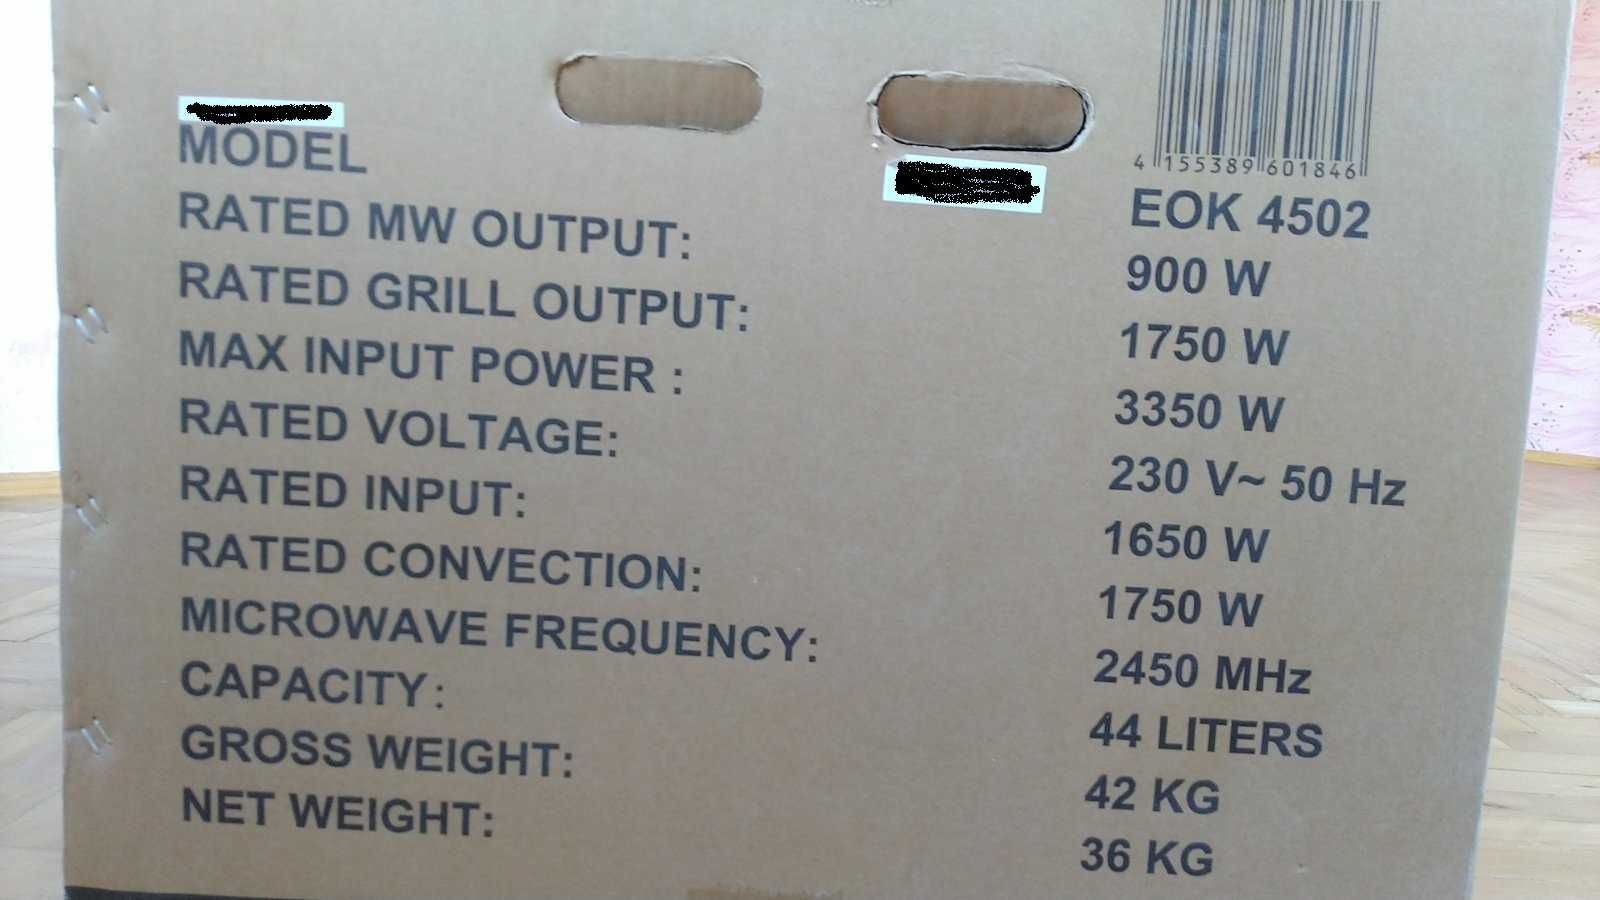 4 155389 601846
MODEL EOK 4502
RATED MW OUTPUT: 900 W
RATED GRILL OUTPUT: 1750 W
MAX INPUT POWER : 3350 W
RATED VOLTAGE: 230 V~ 50 Hz
RATED INPUT: 1650 W
RATED CONVECTION: 1750 W
MICROWAVE FREQUENCY: 2450 MHz
CAPACITY: 44 LITERS
GROSS WEIGHT: 42 KG
NET WEIGHT: 36 KG